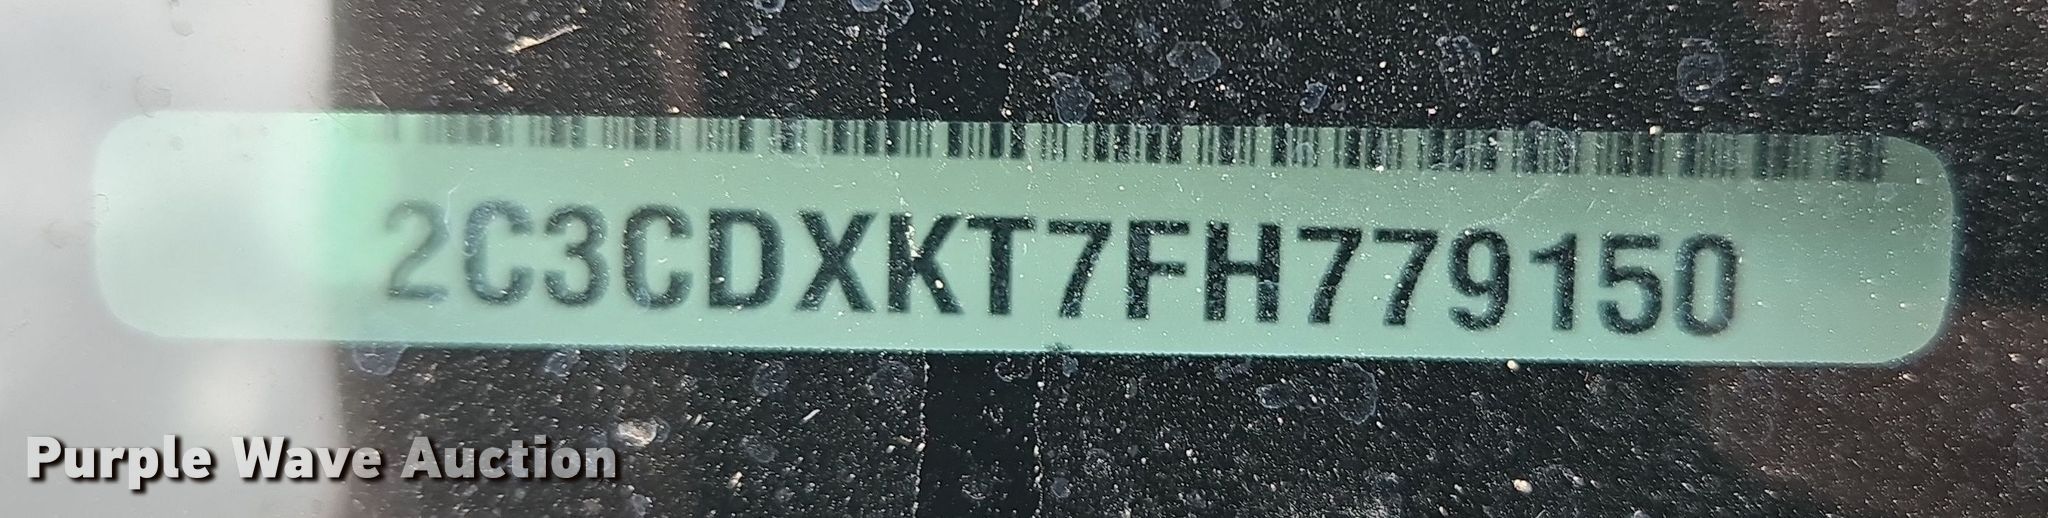 2C3CDXKT7FH779150
Purple Wave Auction